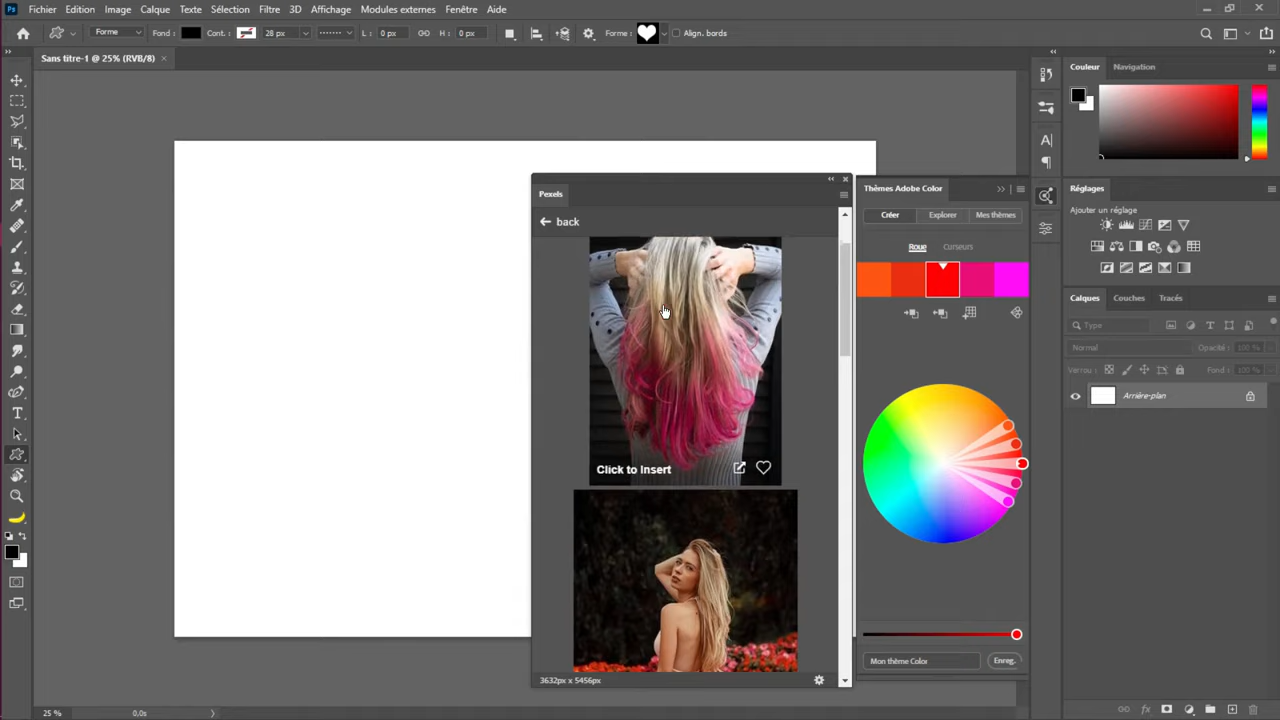 Ps Fichier Edition Image Calque Texte Sélection Filtre 3D Affichage Modules externes Fenêtre Aide
Forme Fond : Cont. : 28 px L : 0 px H : 0 px Forme : Align. bords
Sans titre-1 @ 25% (RVB/8)
Couleur Navigation
Pexels
Thèmes Adobe Color
Réglages
back
Créer Explorer Mes thèmes
Ajouter un réglage
Roue Curseurs
Calques Couches Tracés
Type
Normal Opacité : 100 %
Verrou : Fond : 100 %
Arrière-plan
Click to Insert
Mon thème Color Enreg.
3632px x 5456px
25 % 0,0s